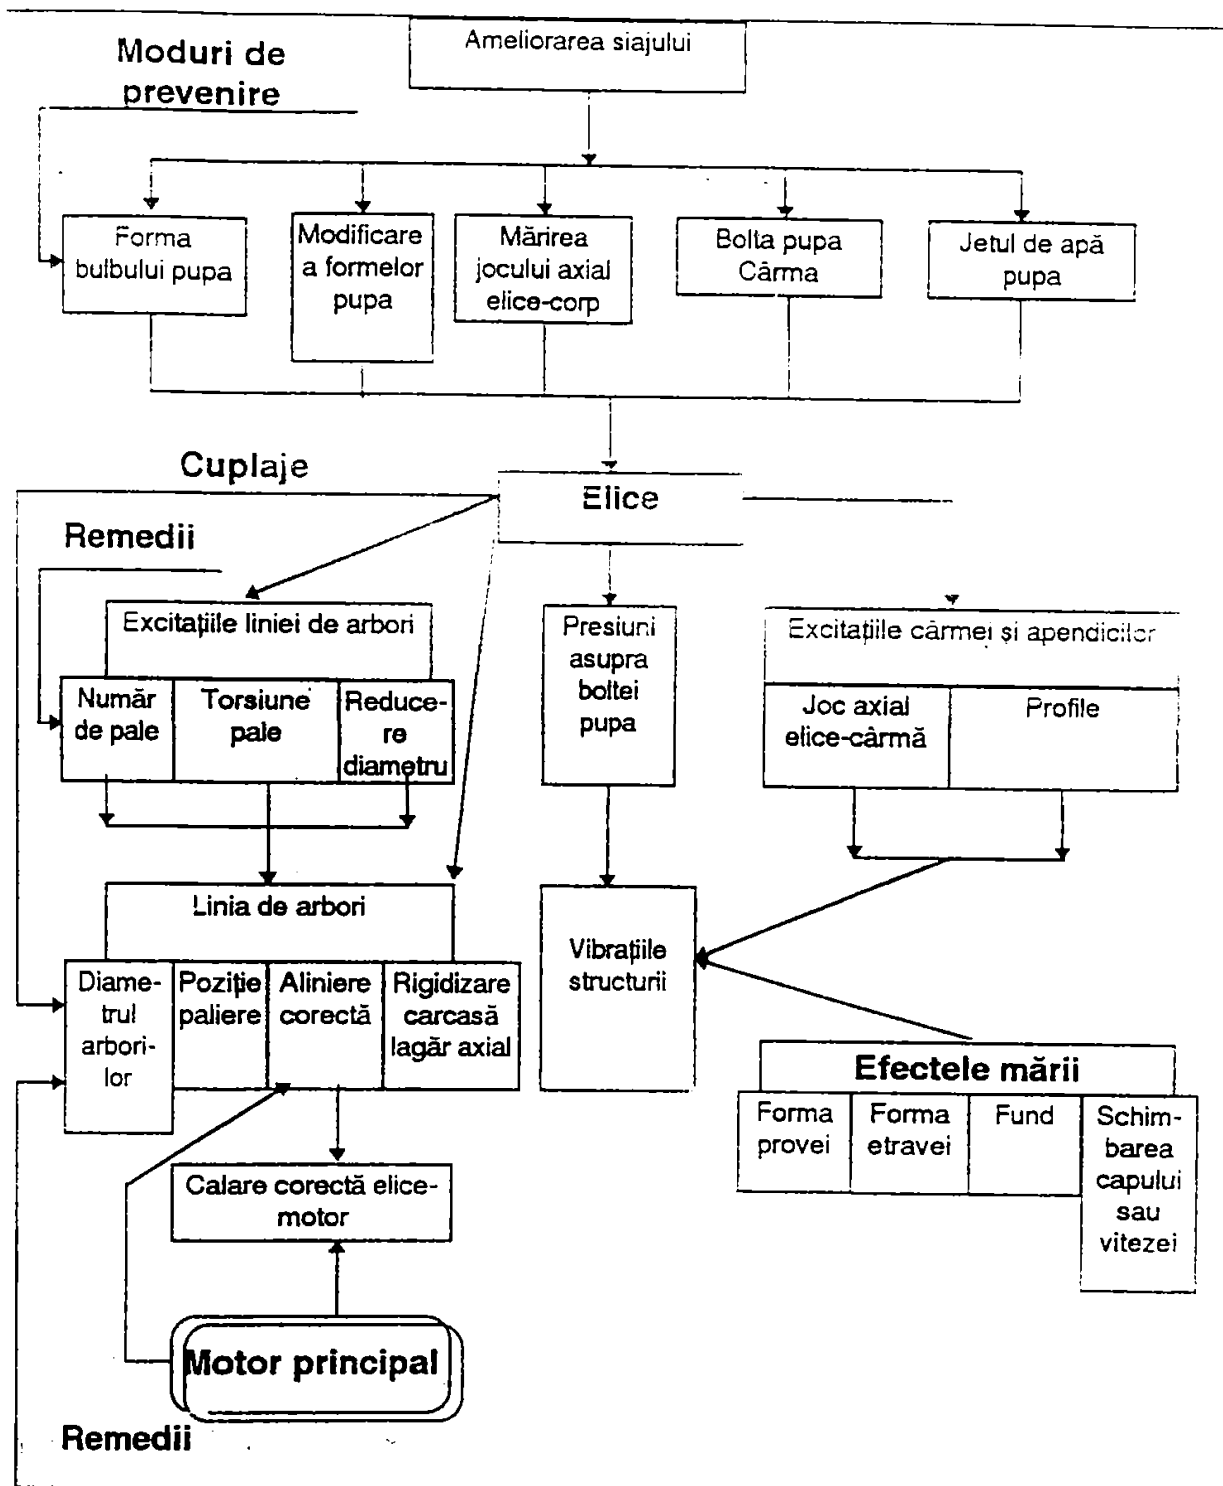 Ameliorarea siajului
Moduri de
prevenire
Forma
bulbului pupa
Modificare
a formelor
pupa
Mărirea
jocului axial
elice-corp
Bolta pupa
Cârma
Jetul de apă
pupa
Cuplaje
Elice
Remedii
Excitațiile liniei de arbori
Număr
de pale
Torsiune
pale
Reduce-
re
diametru
Presiuni
asupra
boltei
pupa
Excitațiile cârmei și apendicilor
Joc axial
elice-cârmă
Profile
Linia de arbori
Diame-
trul
arbori-
lor
Poziție
paliere
Aliniere
corectă
Rigidizare
carcasă
lagăr axial
Vibrațiile
structurii
Efectele mării
Forma
provei
Forma
etravei
Fund
Schim-
barea
capului
sau
vitezei
Calare corectă elice-
motor
Motor principal
Remedii